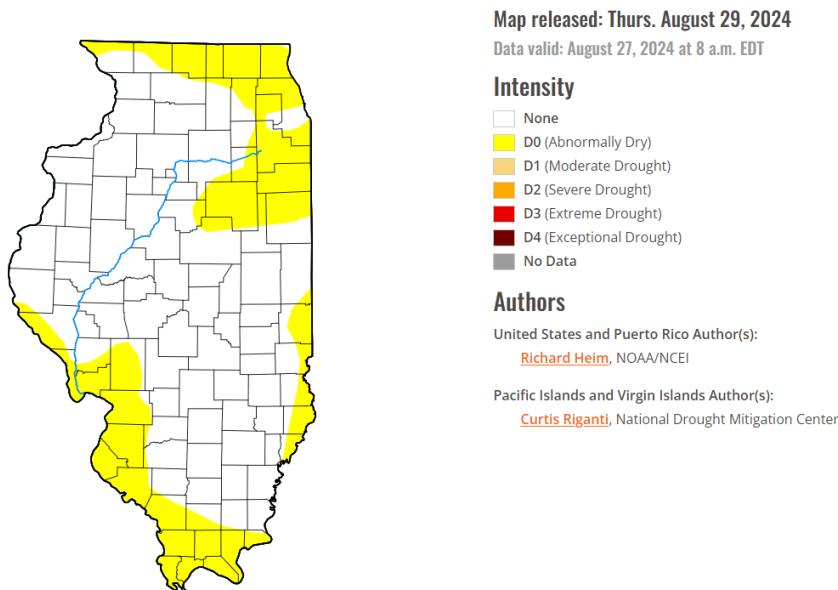 Map released: Thurs. August 29, 2024
Data valid: August 27, 2024 at 8 a.m. EDT
Intensity
None
D0 (Abnormally Dry)
D1 (Moderate Drought)
D2 (Severe Drought)
D3 (Extreme Drought)
D4 (Exceptional Drought)
No Data
Authors
United States and Puerto Rico Author(s):
Richard Heim, NOAA/NCEI
Pacific Islands and Virgin Islands Author(s):
Curtis Riganti, National Drought Mitigation Center